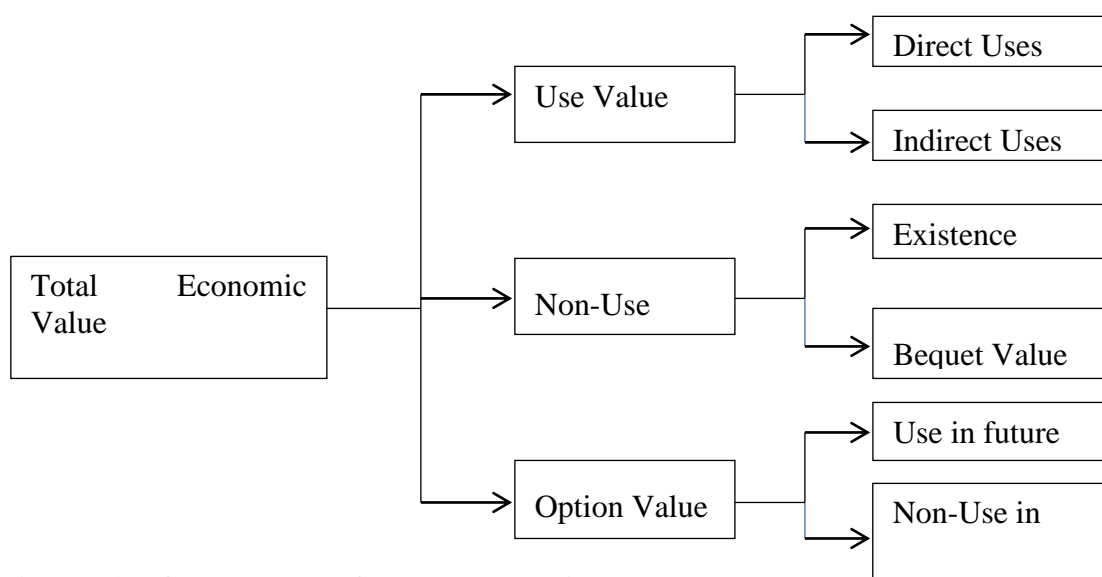 Direct Uses
Use Value
Indirect Uses
Existence
Total Economic
Value
Non-Use
Bequet Value
Use in future
Option Value
Non-Use in